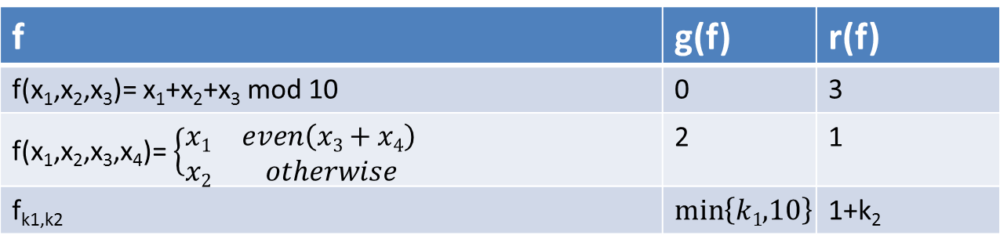 f g(f) r(f)
f(x₁,x₂,x₃)= x₁+x₂+x₃ mod 10 0 3
f(x₁,x₂,x₃,x₄)= {x₁ even(x₃ + x₄) 2 1
x₂ otherwise
fₖ₁,ₖ₂ min{k₁,10} 1+k₂